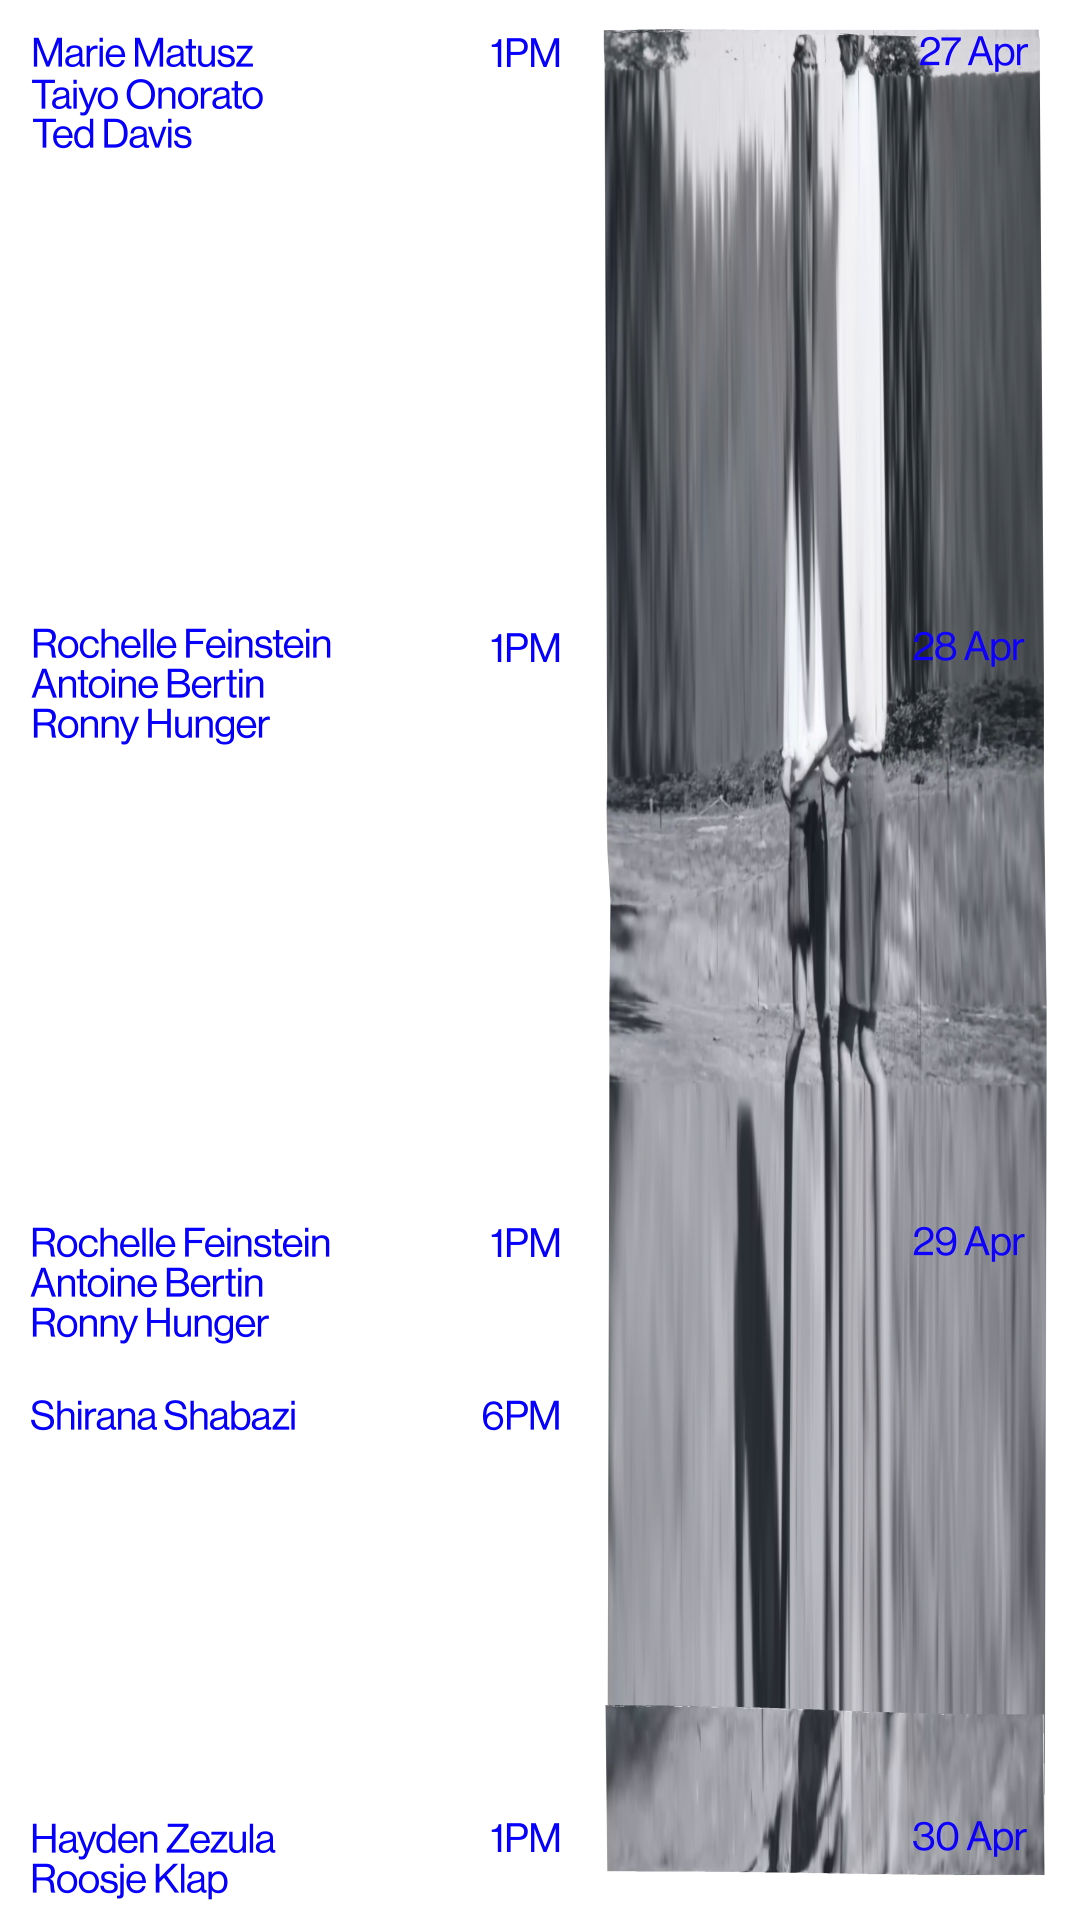 Marie Matusz 1PM 27 Apr
Taiyo Onorato
Ted Davis
Rochelle Feinstein 1PM 28 Apr
Antoine Bertin
Ronny Hunger
Rochelle Feinstein 1PM 29 Apr
Antoine Bertin
Ronny Hunger
Shirana Shabazi 6PM
Hayden Zezula 1PM 30 Apr
Roosje Klap